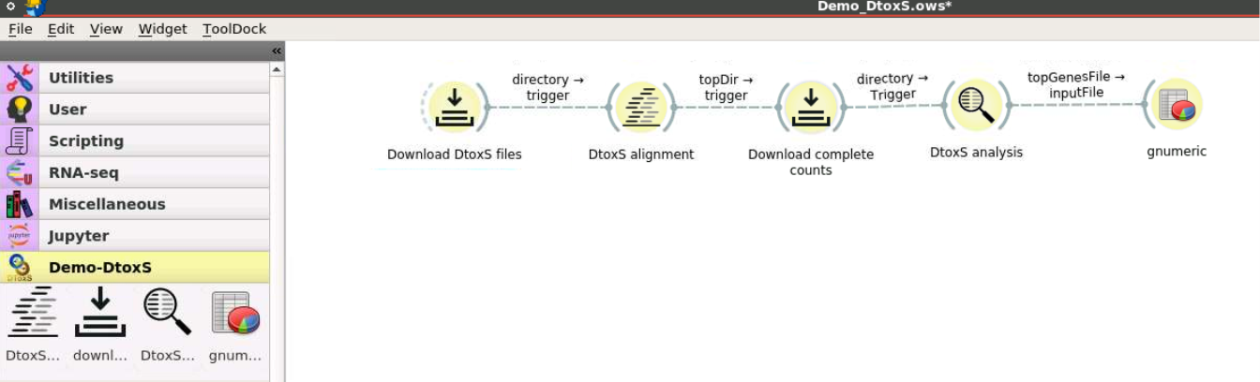 Demo_DtoxS.ows*
File Edit View Widget ToolDock
«
Utilities
User
Scripting
RNA-seq
Miscellaneous
jupyter
Jupyter
DToxS
Demo-DtoxS
DtoxS... downl... DtoxS... gnum...
directory →
trigger
topDir →
trigger
directory →
Trigger
topGenesFile →
inputFile
Download DtoxS files
DtoxS alignment
Download complete
counts
DtoxS analysis
gnumeric